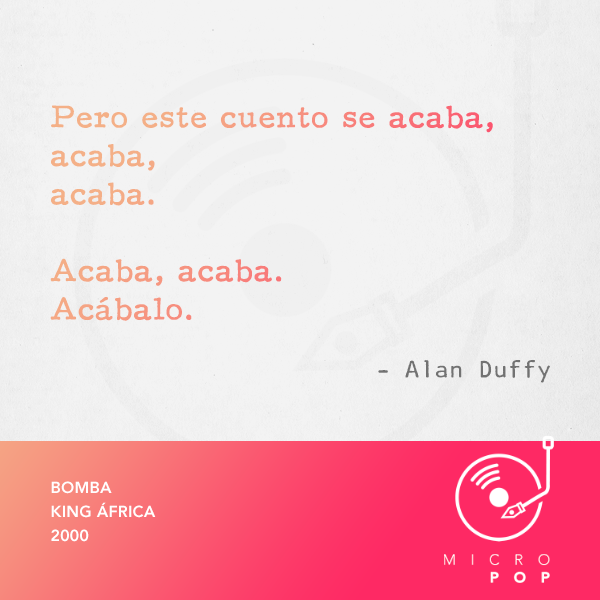 Pero este cuento se acaba,
acaba,
acaba.
Acaba, acaba.
Acábalo.
– Alan Duffy
BOMBA
KING ÁFRICA
2000
MICRO
POP